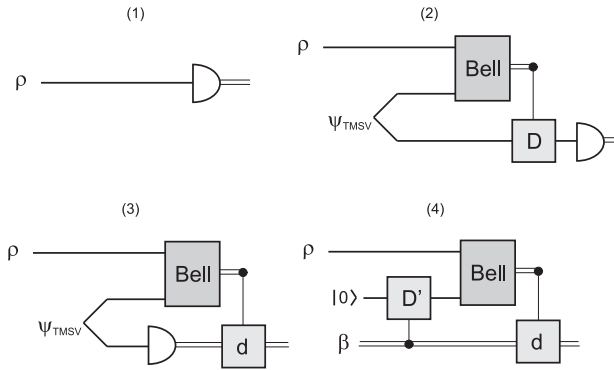 (1)
ρ
(2)
ρ
Bell
ΨTMSV
D
(3)
ρ
Bell
ΨTMSV
d
(4)
ρ
Bell
|0>
D'
β
d